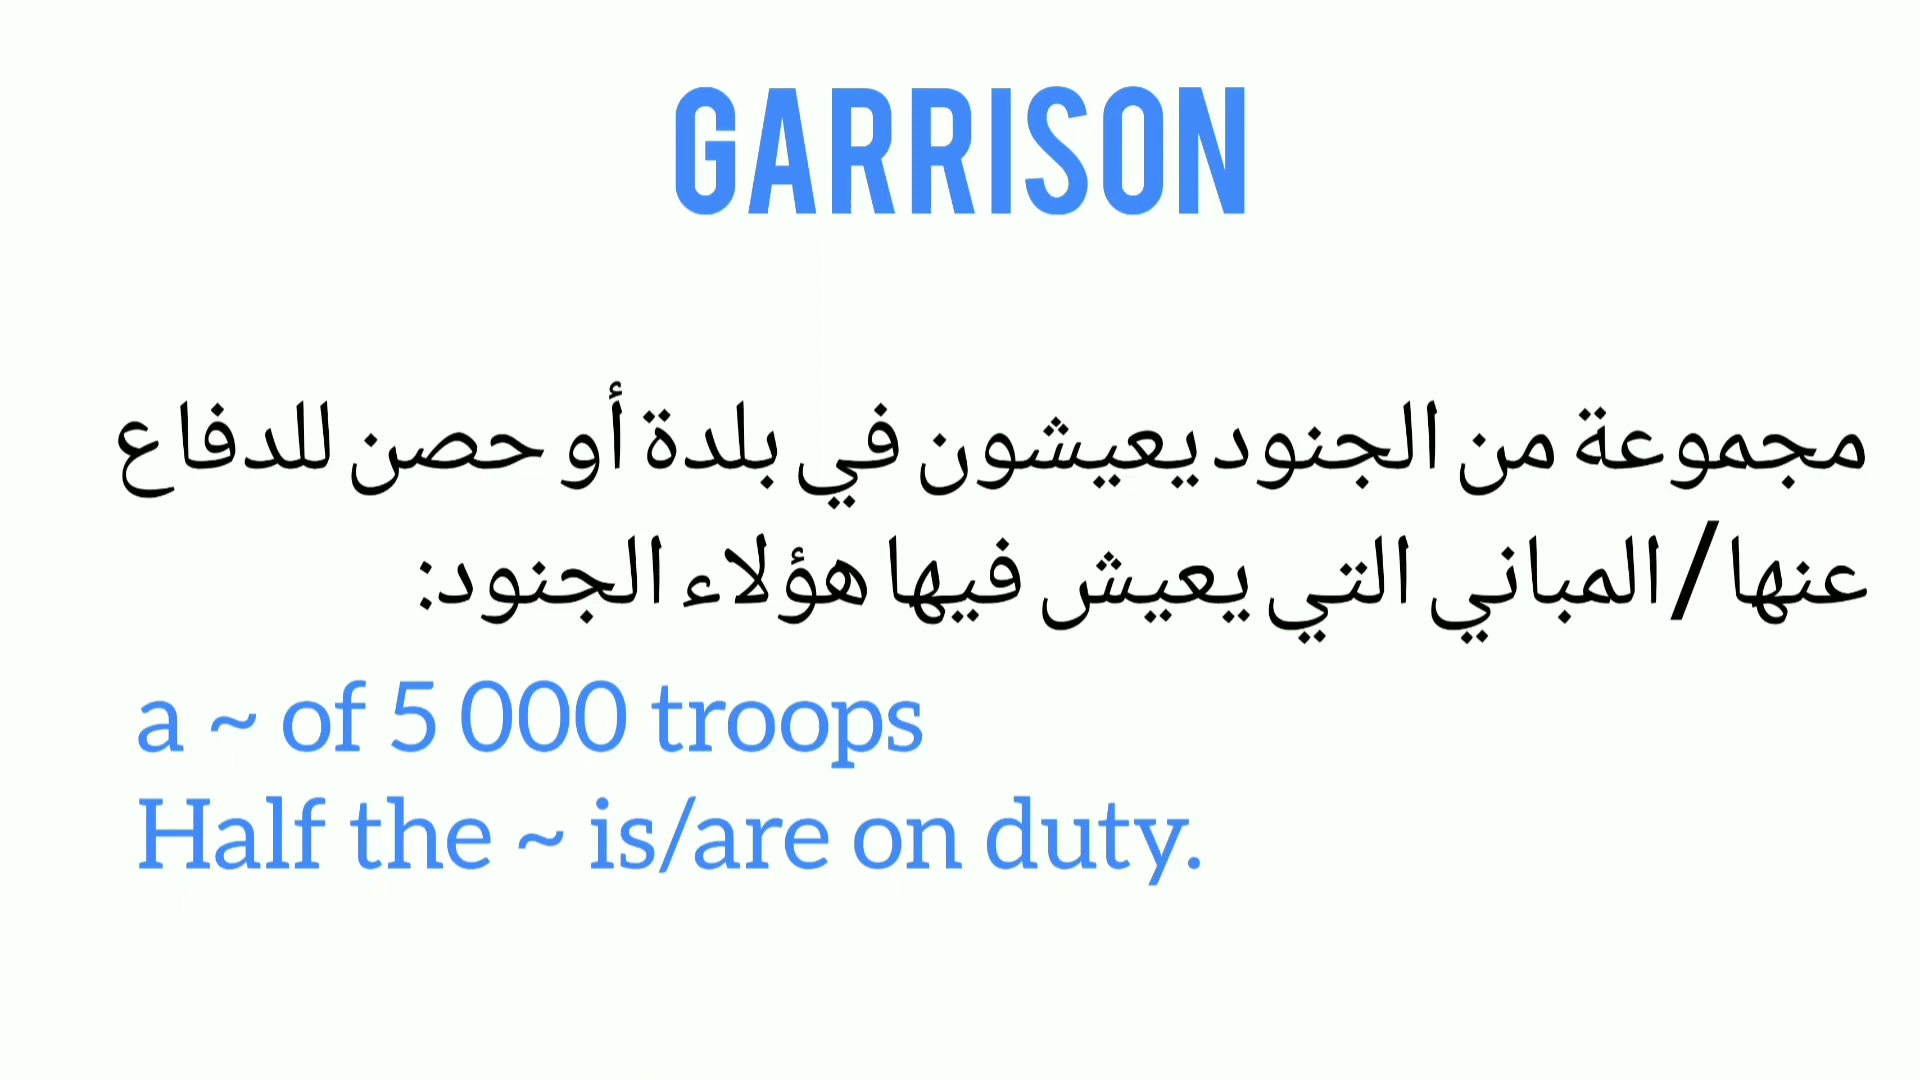 GARRISON
مجموعة من الجنود يعيشون في بلدة أو حصن للدفاع
عنها/المباني التي يعيش فيها هؤلاء الجنود:
a ~ of 5 000 troops
Half the ~ is/are on duty.